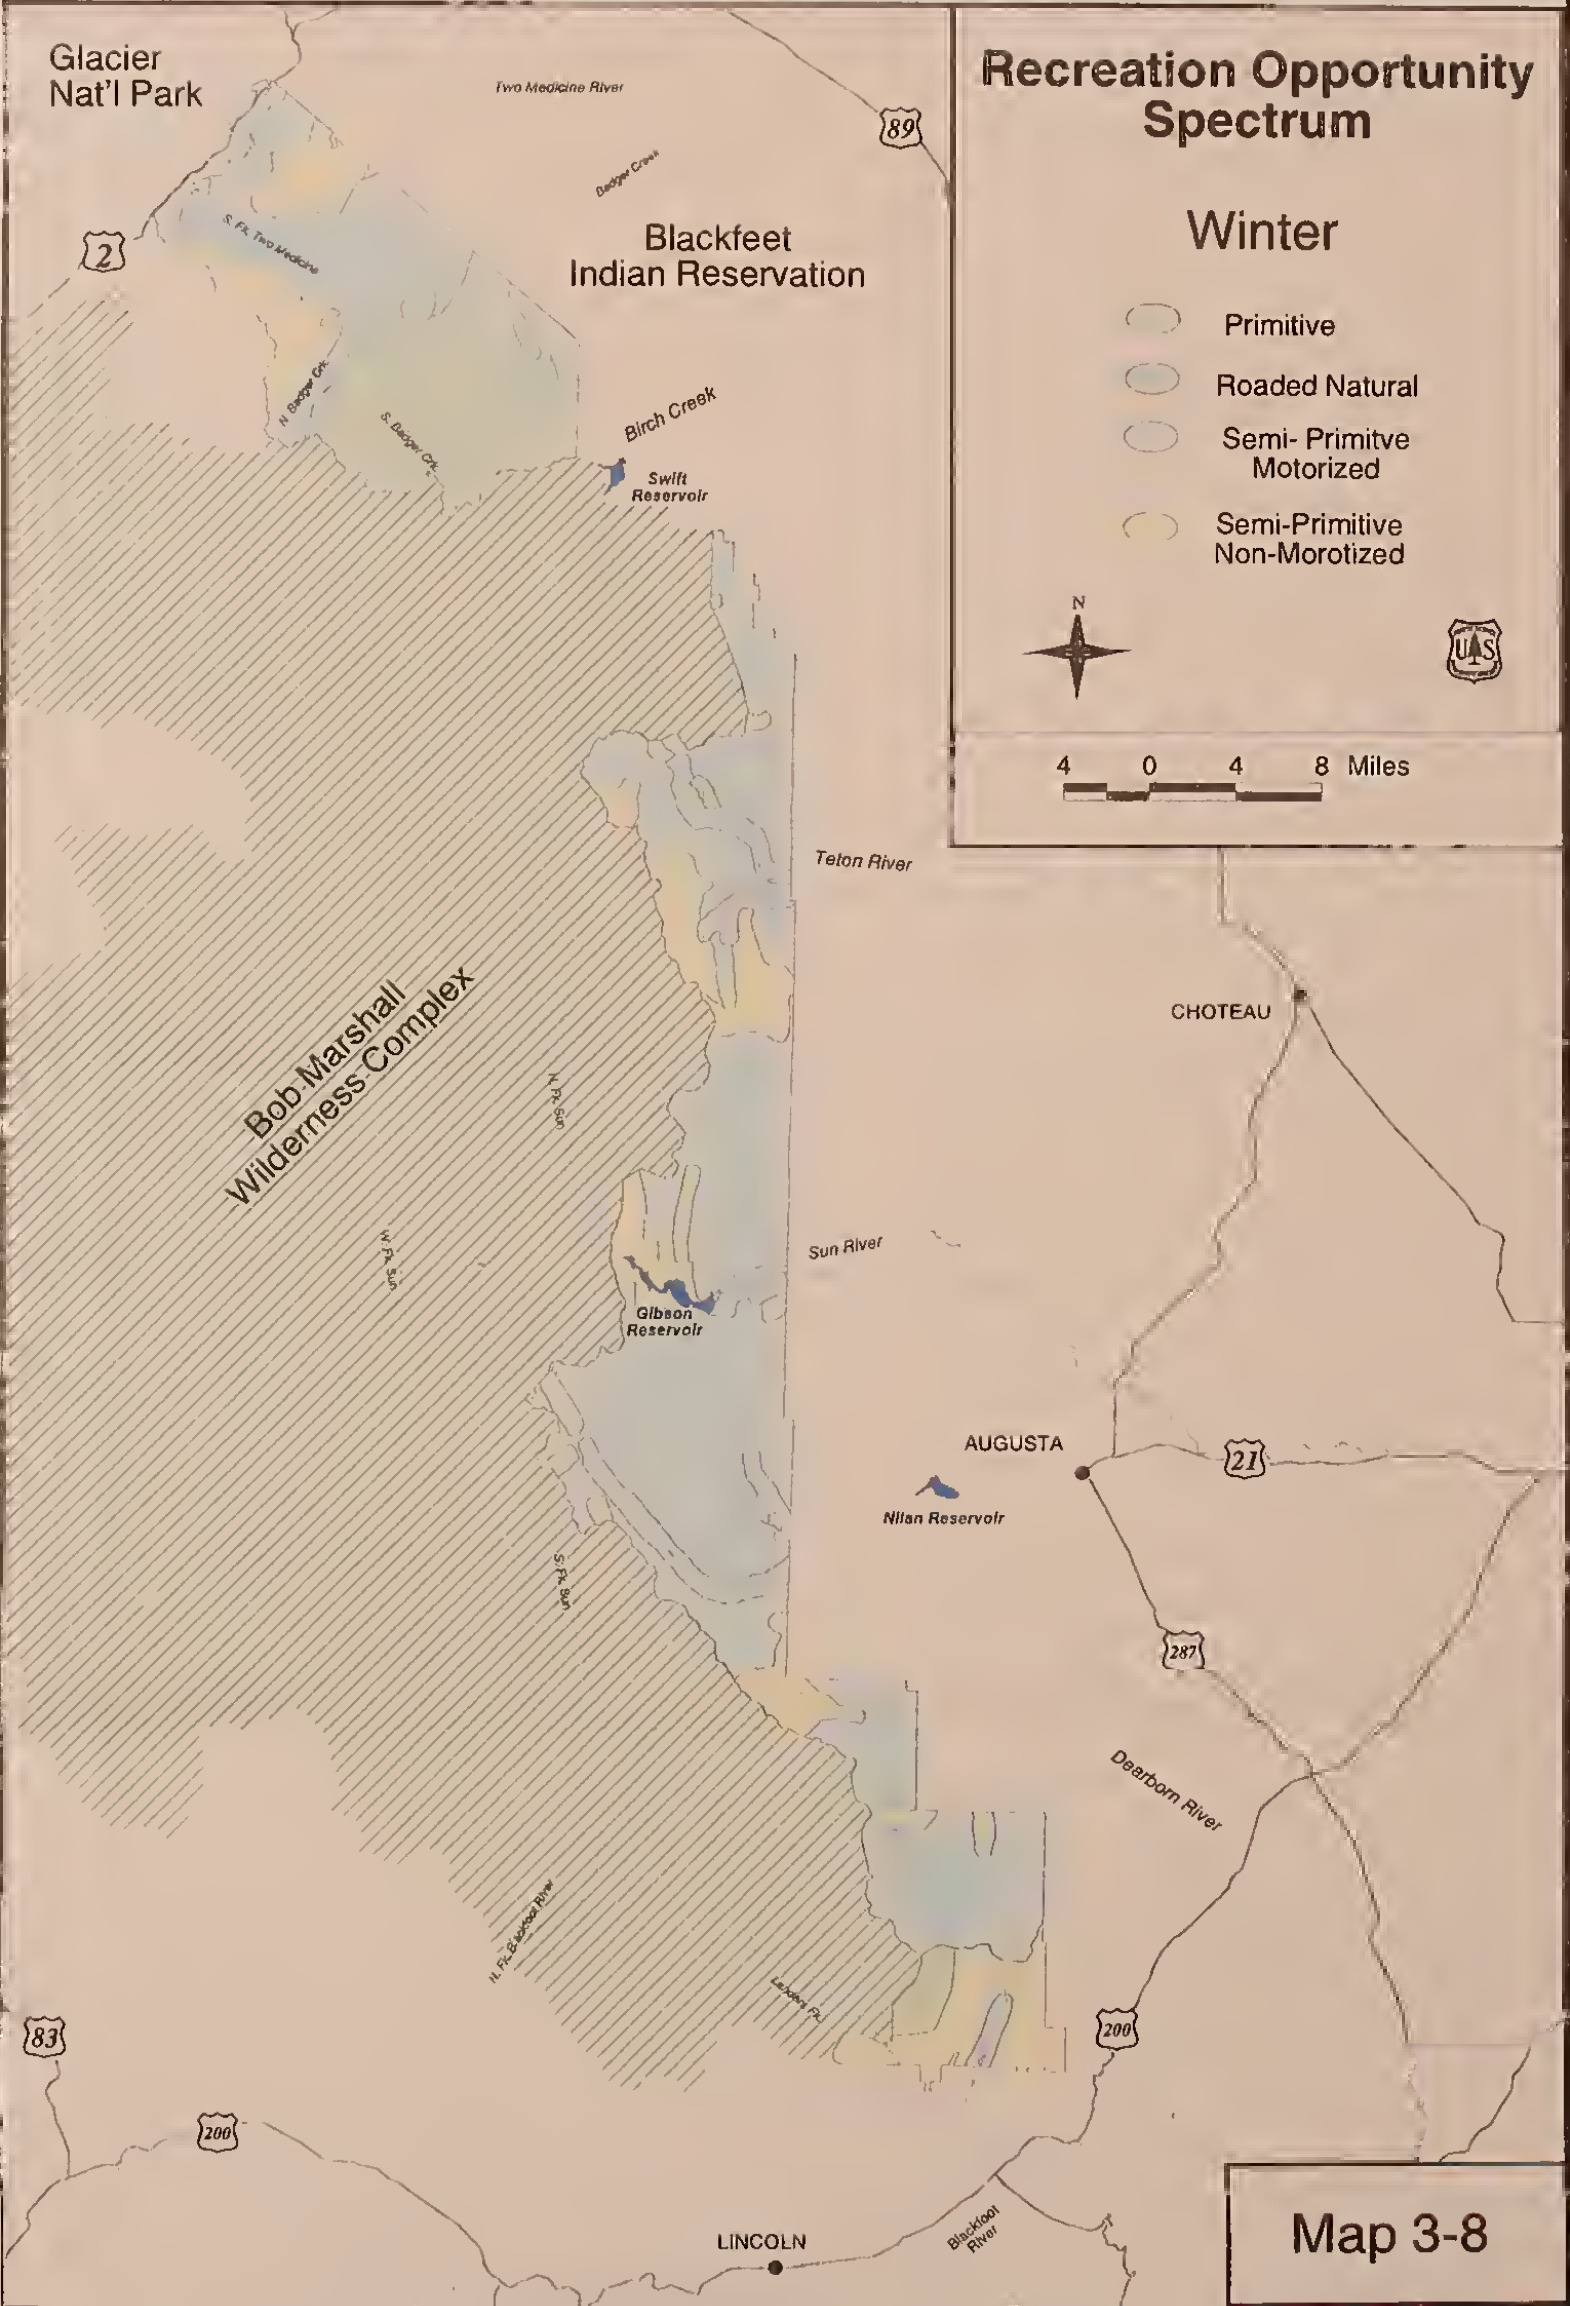 Glacier
Nat'l Park
Two Medicine River
89
Badger Creek
Blackfeet
Indian Reservation
2
S. Fk. Two Medicine
N. Badger Crk.
S. Badger Crk.
Birch Creek
Swift
Reservoir
Recreation Opportunity
Spectrum
Winter
Primitive
Roaded Natural
Semi- Primitve
Motorized
Semi-Primitive
Non-Morotized
N
U S
4 0 4 8 Miles
Teton River
CHOTEAU
Bob Marshall
Wilderness Complex
N. Fk. Sun
W. Fk. Sun
Sun River
Gibson
Reservoir
AUGUSTA
21
Nilan Reservoir
S. Fk. Sun
287
Dearborn River
N. Fk. Blackfoot River
Landers Fk.
83
200
200
LINCOLN
Blackfoot
River
Map 3-8